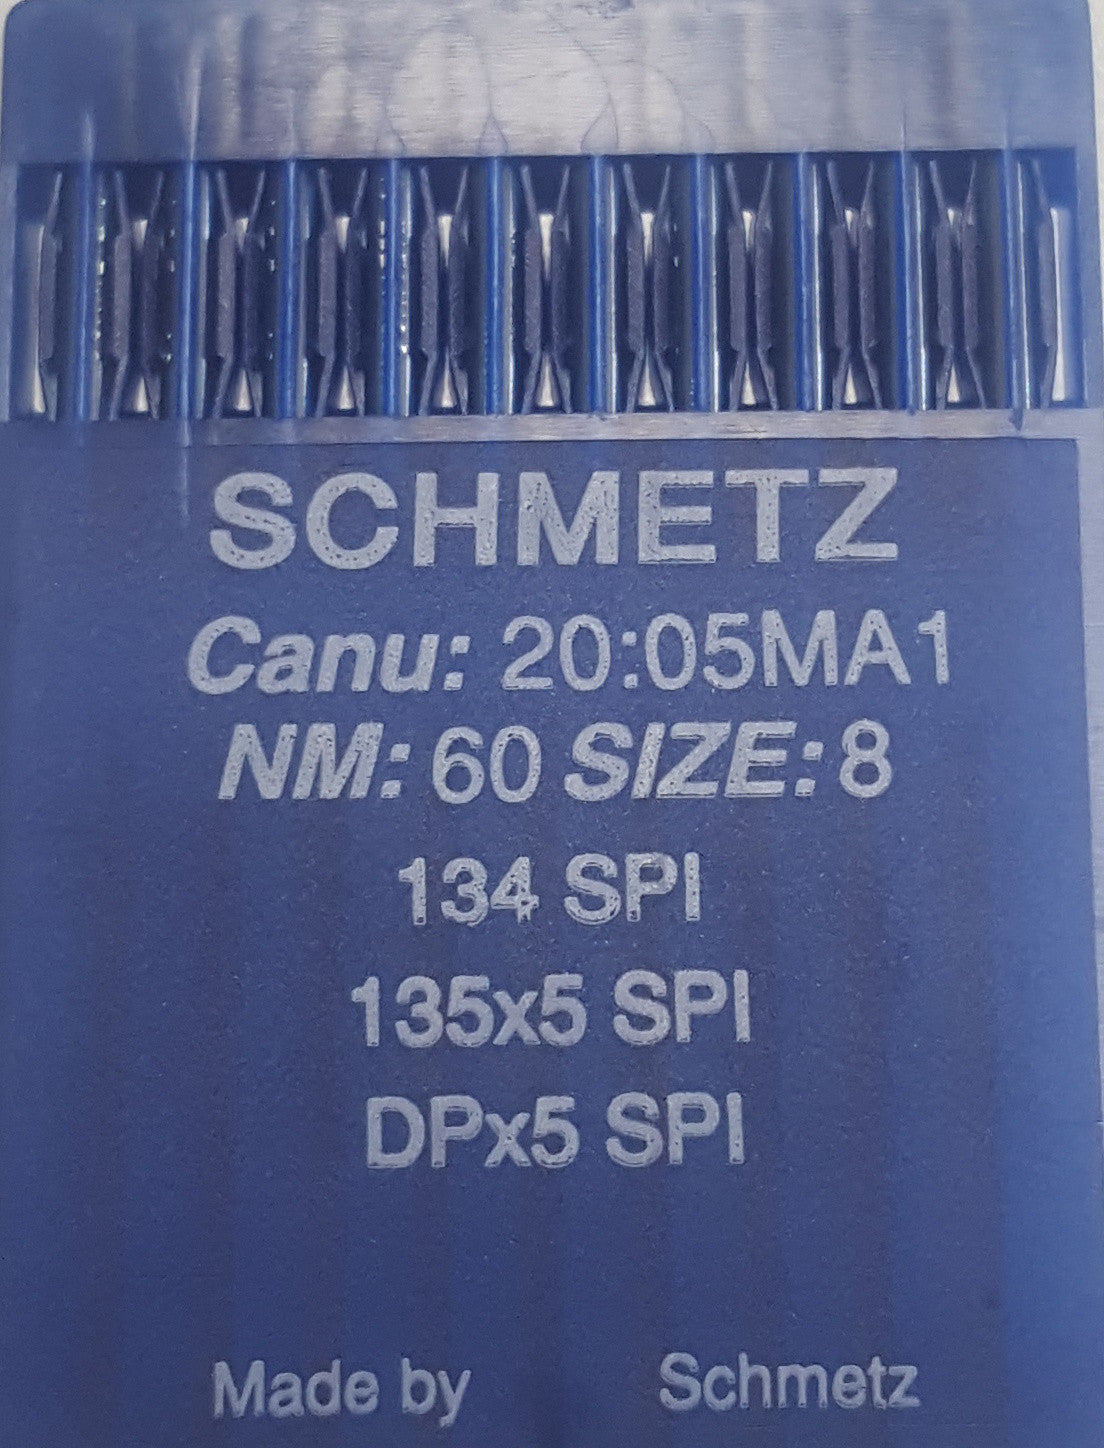 SCHMETZ
Canu: 20:05MA1
NM: 60 SIZE: 8
134 SPI
135x5 SPI
DPx5 SPI
Made by Schmetz